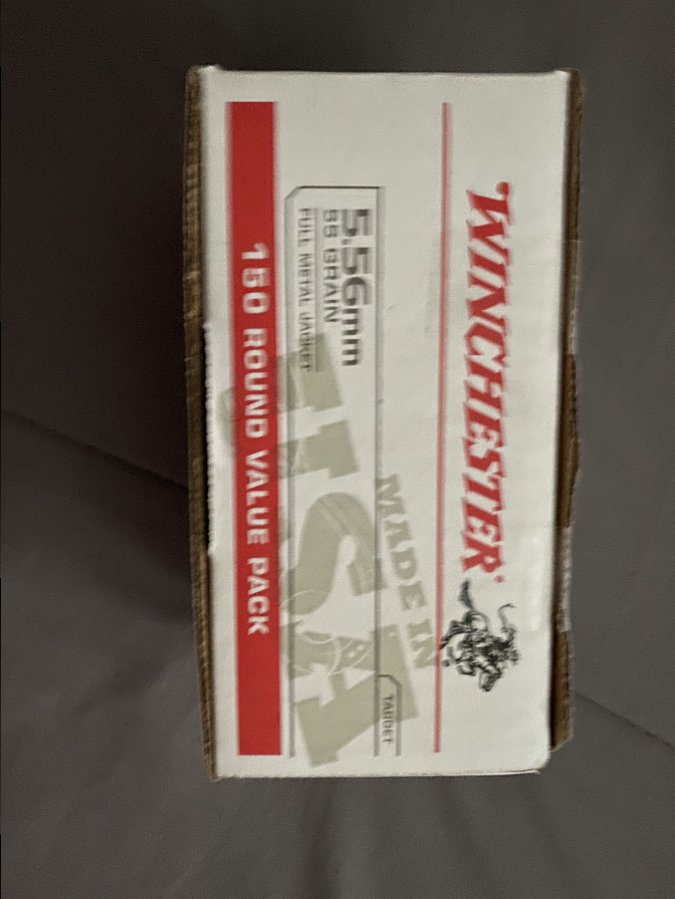 WINCHESTER
5.56mm
55 GRAIN
FULL METAL JACKET
MADE IN
USA
TARGET
150 ROUND VALUE PACK